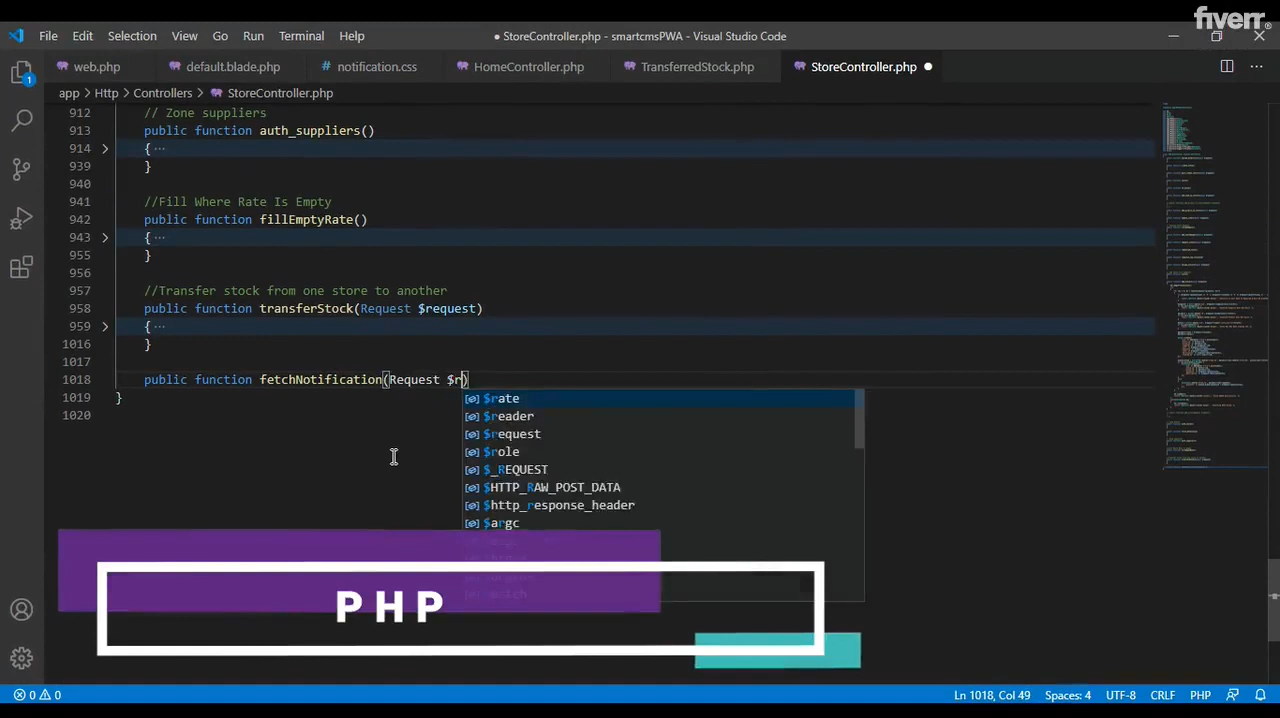 fiverr.
File Edit Selection View Go Run Terminal Help
● StoreController.php - smartcmsPWA - Visual Studio Code
1
web.php default.blade.php # notification.css HomeController.php TransferredStock.php StoreController.php ●
app > Http > Controllers > StoreController.php
912 // Zone suppliers
913 public function auth_suppliers()
914 { ...
939 }
940
941 //Fill Where Rate Is Empty
942 public function fillEmptyRate()
943 { ...
955 }
956
957 //Transfer stock from one store to another
958 public function transferStock(Request $request)
959 { ...
1016 }
1017
1018 public function fetchNotification(Request $r)
1019 }
1020
$rate
$render
$request
$role
$_REQUEST
$HTTP_RAW_POST_DATA
$http_response_header
$argc
PHP
0 0 Ln 1018, Col 49 Spaces: 4 UTF-8 CRLF PHP